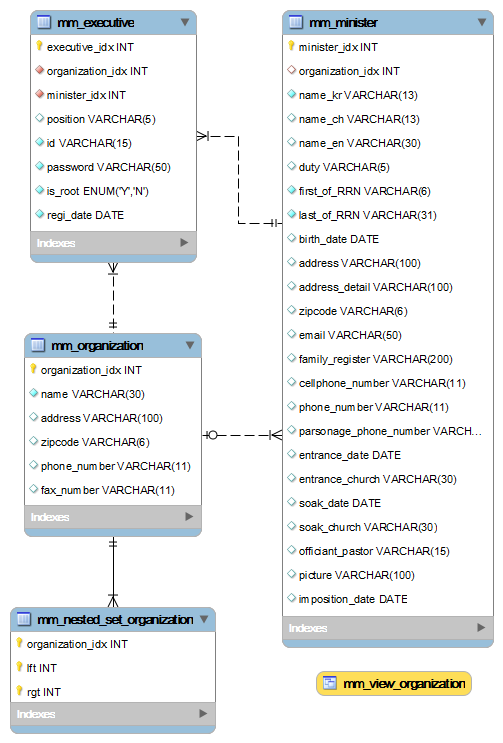 mm_executive
executive_idx INT
organization_idx INT
minister_idx INT
position VARCHAR(5)
id VARCHAR(15)
password VARCHAR(50)
is_root ENUM('Y','N')
regi_date DATE
Indexes
mm_organization
organization_idx INT
name VARCHAR(30)
address VARCHAR(100)
zipcode VARCHAR(6)
phone_number VARCHAR(11)
fax_number VARCHAR(11)
Indexes
mm_nested_set_organization
organization_idx INT
lft INT
rgt INT
Indexes
mm_minister
minister_idx INT
organization_idx INT
name_kr VARCHAR(13)
name_ch VARCHAR(13)
name_en VARCHAR(30)
duty VARCHAR(5)
first_of_RRN VARCHAR(6)
last_of_RRN VARCHAR(31)
birth_date DATE
address VARCHAR(100)
address_detail VARCHAR(100)
zipcode VARCHAR(6)
email VARCHAR(50)
family_register VARCHAR(200)
cellphone_number VARCHAR(11)
phone_number VARCHAR(11)
parsonage_phone_number VARCH...
entrance_date DATE
entrance_church VARCHAR(30)
soak_date DATE
soak_church VARCHAR(30)
officiant_pastor VARCHAR(15)
picture VARCHAR(100)
imposition_date DATE
Indexes
mm_view_organization